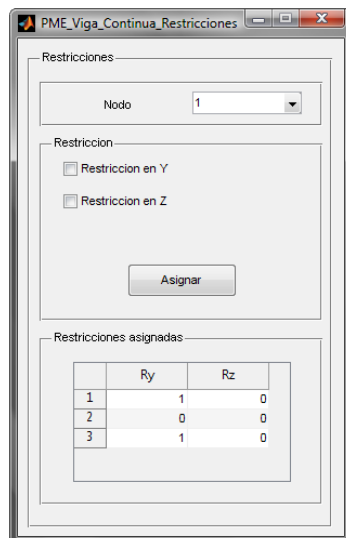 PME_Viga_Continua_Restricciones
Restricciones
Nodo 1
Restriccion
Restriccion en Y
Restriccion en Z
Asignar
Restricciones asignadas
Ry Rz
1 1 0
2 0 0
3 1 0